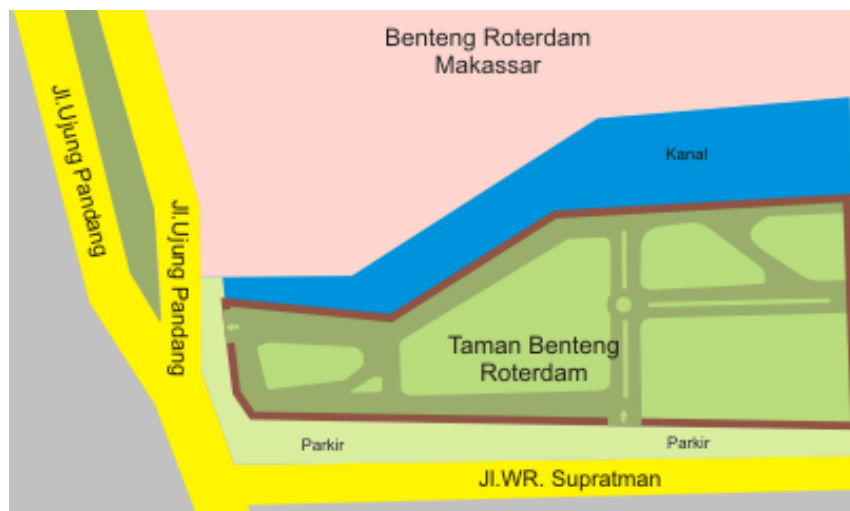 Benteng Roterdam
Makassar
Jl.Ujung Pandang
Kanal
Jl.Ujung Pandang
Taman Benteng
Roterdam
Parkir
Parkir
Jl.WR. Supratman